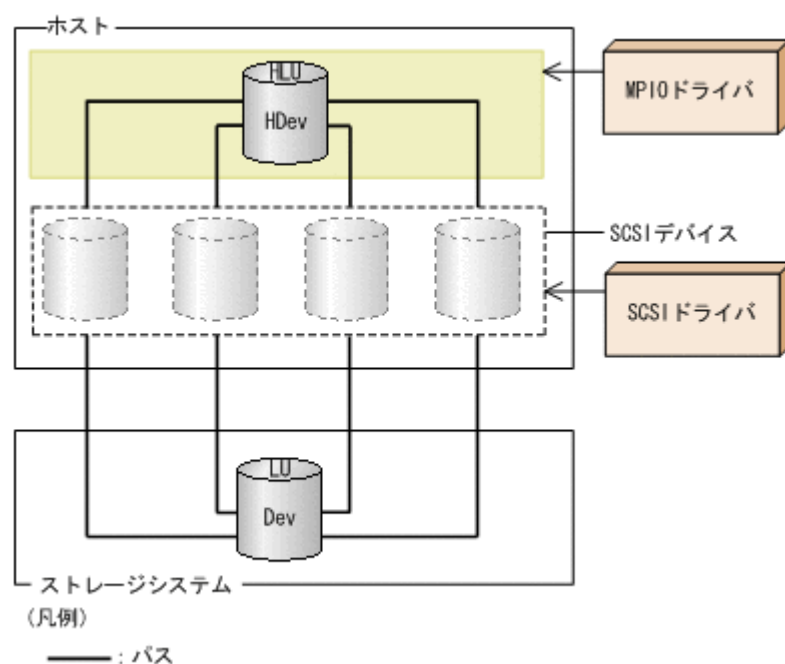 ホスト
HLU
HDev
MPIOドライバ
SCSIデバイス
SCSIドライバ
LU
Dev
ストレージシステム
(凡例)
: パス